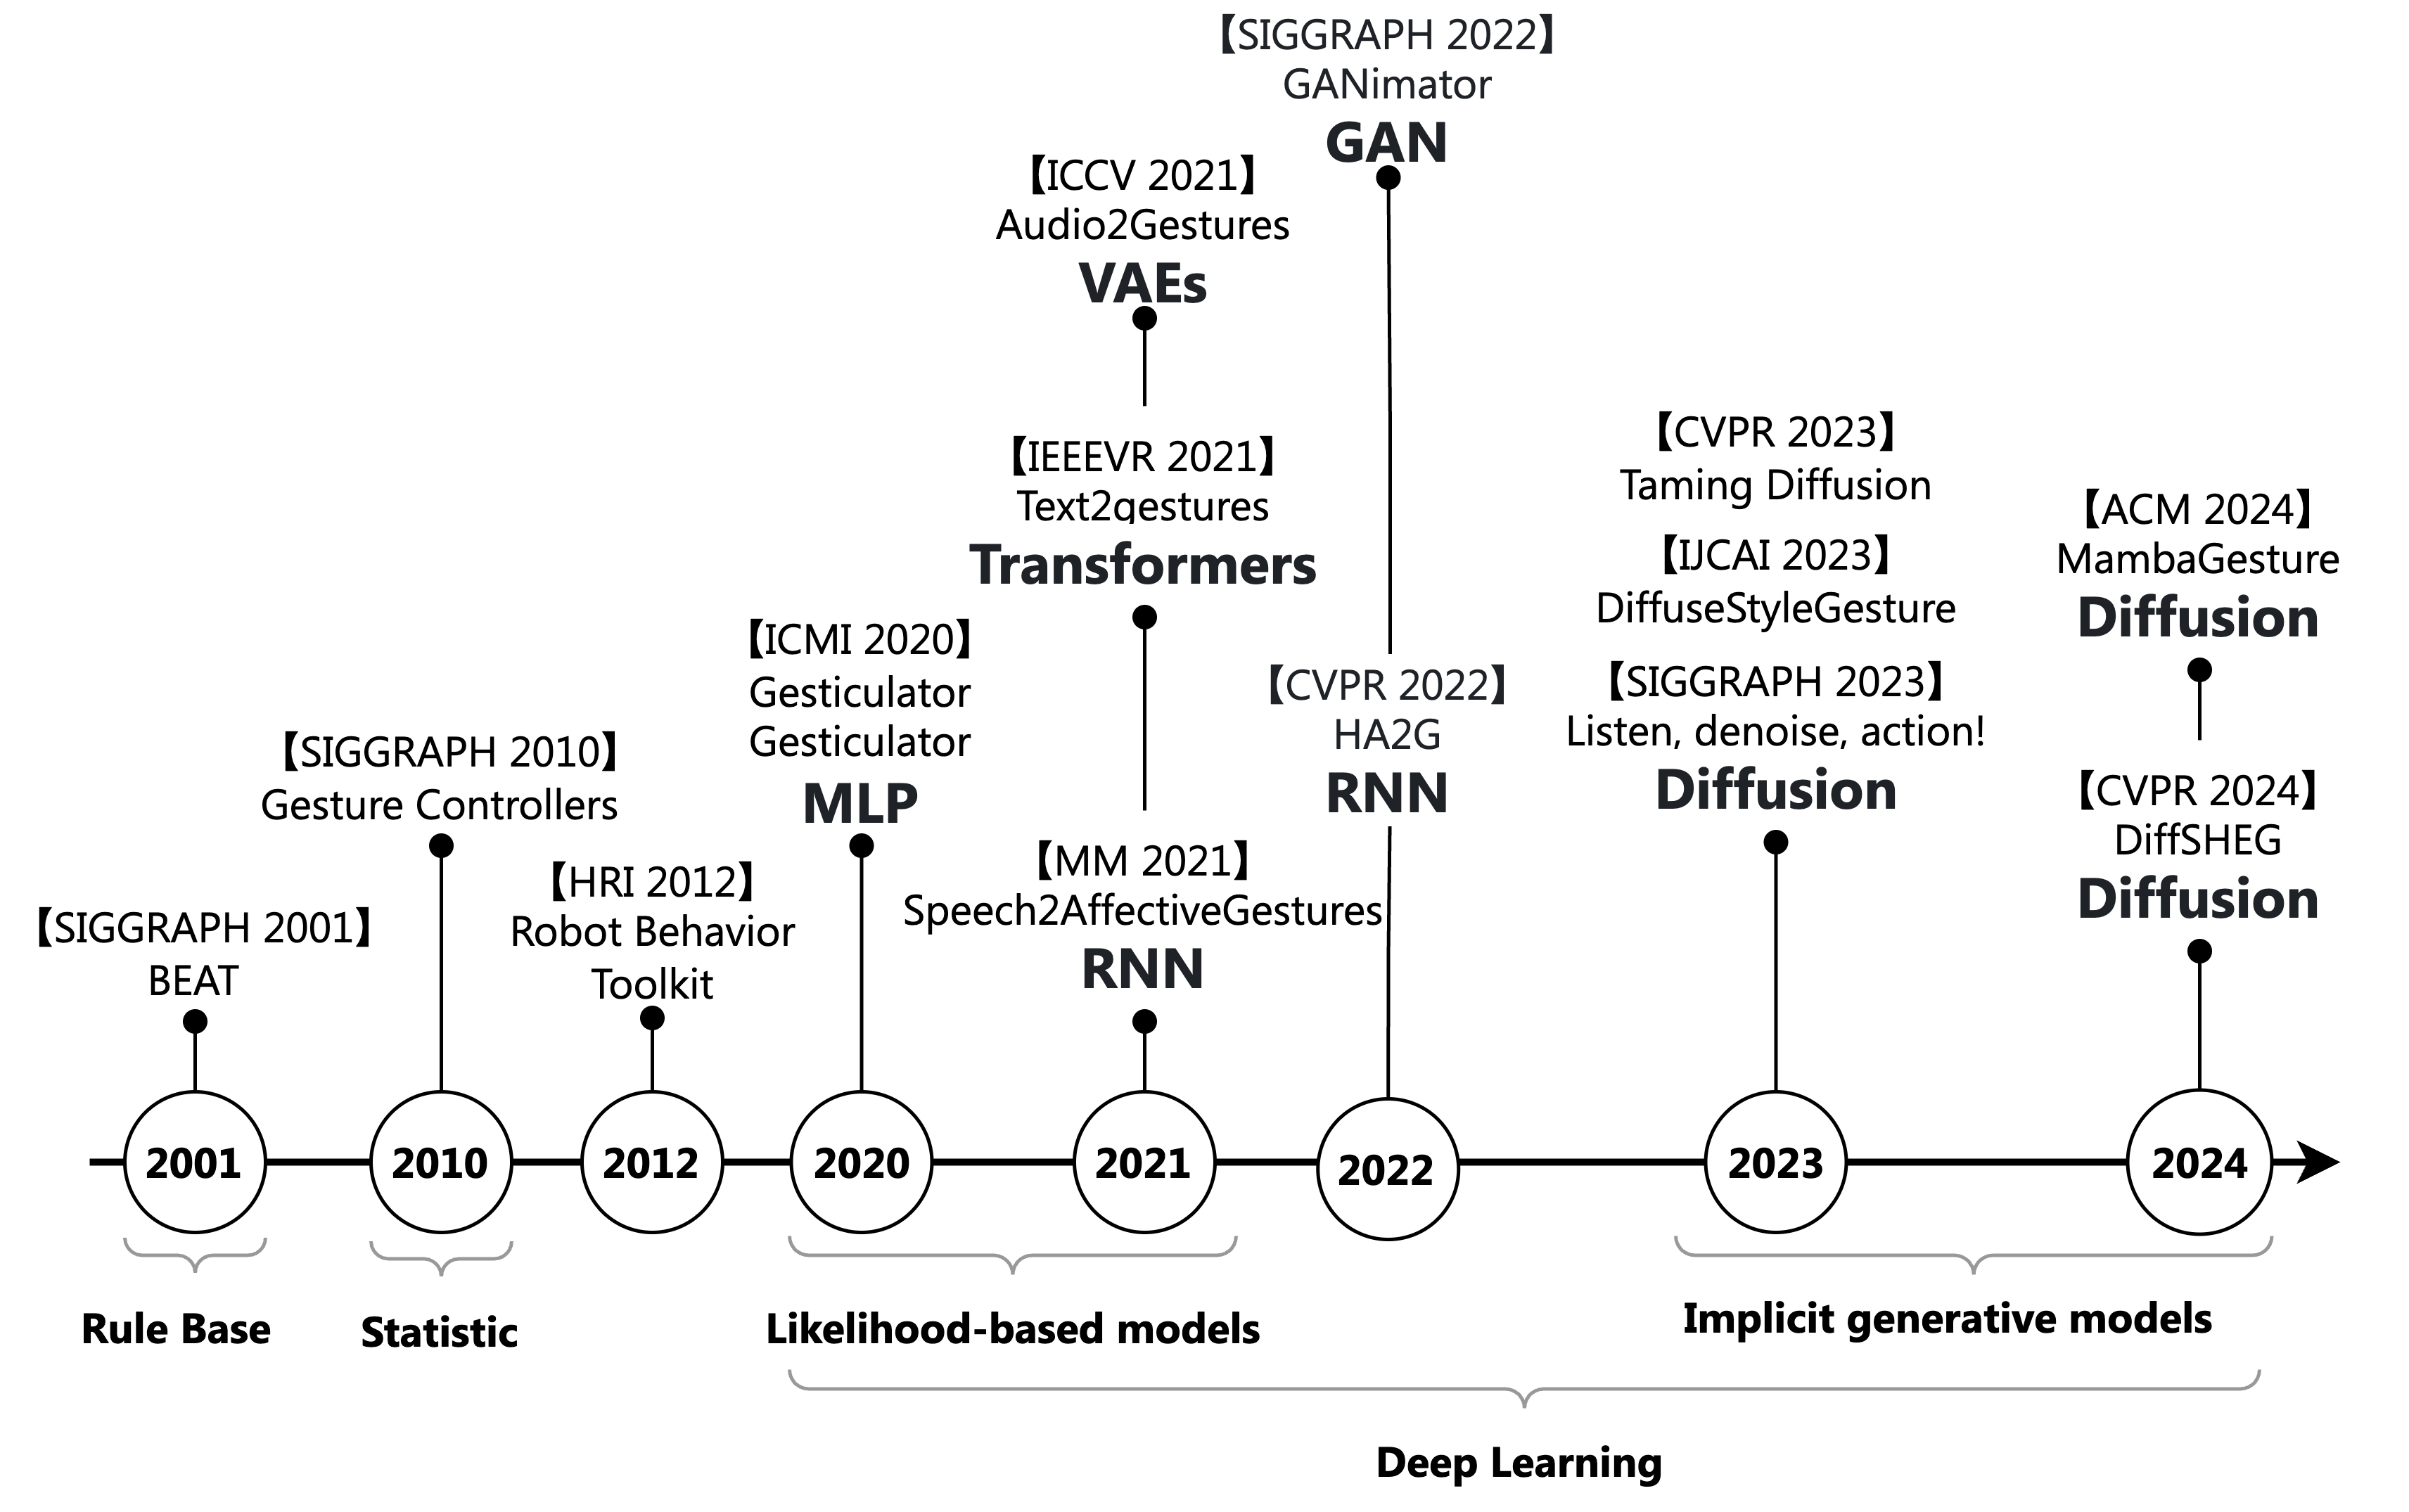 【SIGGRAPH 2001】
BEAT
【SIGGRAPH 2010】
Gesture Controllers
【HRI 2012】
Robot Behavior
Toolkit
【ICMI 2020】
Gesticulator
Gesticulator
MLP
【ICCV 2021】
Audio2Gestures
VAEs
【IEEEVR 2021】
Text2gestures
Transformers
【MM 2021】
Speech2AffectiveGestures
RNN
【SIGGRAPH 2022】
GANimator
GAN
【CVPR 2022】
HA2G
RNN
【CVPR 2023】
Taming Diffusion
【IJCAI 2023】
DiffuseStyleGesture
【SIGGRAPH 2023】
Listen, denoise, action!
Diffusion
【ACM 2024】
MambaGesture
Diffusion
【CVPR 2024】
DiffSHEG
Diffusion
2001
2010
2012
2020
2021
2022
2023
2024
Rule Base
Statistic
Likelihood-based models
Implicit generative models
Deep Learning